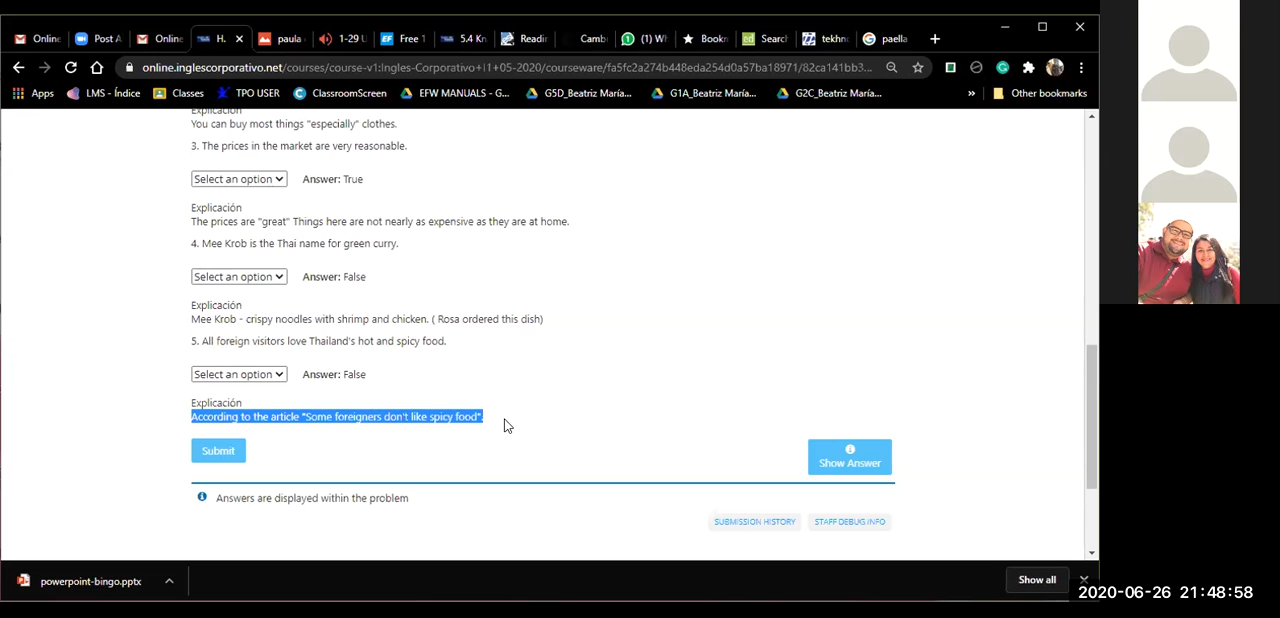 Online
Post A
Online
H.
paula
1-29 U
Free 1
5.4 Kn
Readin
Camb
(1) Wh
Bookn
Search
tekhno
paella
online.inglescorporativo.net/courses/course-v1:Ingles-Corporativo+I1+05-2020/courseware/fa5fc2a274b448eda254d0a57ba18971/82ca141bb3...
Apps
LMS - Índice
Classes
TPO USER
ClassroomScreen
EFW MANUALS - G...
G5D_Beatriz María...
G1A_Beatriz María...
G2C_Beatriz María...
»
Other bookmarks
Explicación
You can buy most things "especially" clothes.
3. The prices in the market are very reasonable.
Select an option Answer: True
Explicación
The prices are "great" Things here are not nearly as expensive as they are at home.
4. Mee Krob is the Thai name for green curry.
Select an option Answer: False
Explicación
Mee Krob - crispy noodles with shrimp and chicken. ( Rosa ordered this dish)
5. All foreign visitors love Thailand's hot and spicy food.
Select an option Answer: False
Explicación
According to the article "Some foreigners don't like spicy food".
Submit
Show Answer
Answers are displayed within the problem
SUBMISSION HISTORY
STAFF DEBUG INFO
powerpoint-bingo.pptx
Show all
2020-06-26 21:48:58